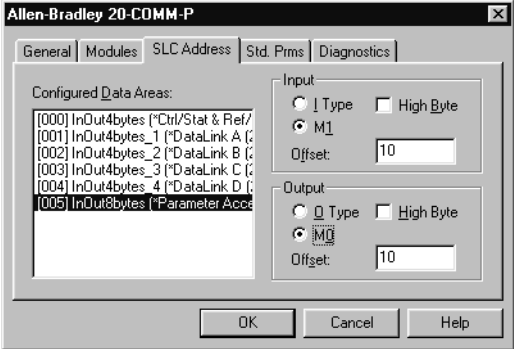 Allen-Bradley 20-COMM-P
General
Modules
SLC Address
Std. Prms
Diagnostics
Configured Data Areas:
[000] InOut4bytes (*Ctrl/Stat & Ref/
[001] InOut4bytes_1 (*DataLink A (2
[002] InOut4bytes_2 (*DataLink B (2
[003] InOut4bytes_3 (*DataLink C (2
[004] InOut4bytes_4 (*DataLink D (2
[005] InOut8bytes (*Parameter Acce
Input
I Type
High Byte
M1
Offset:
10
Output
O Type
High Byte
M0
Offset:
10
OK
Cancel
Help